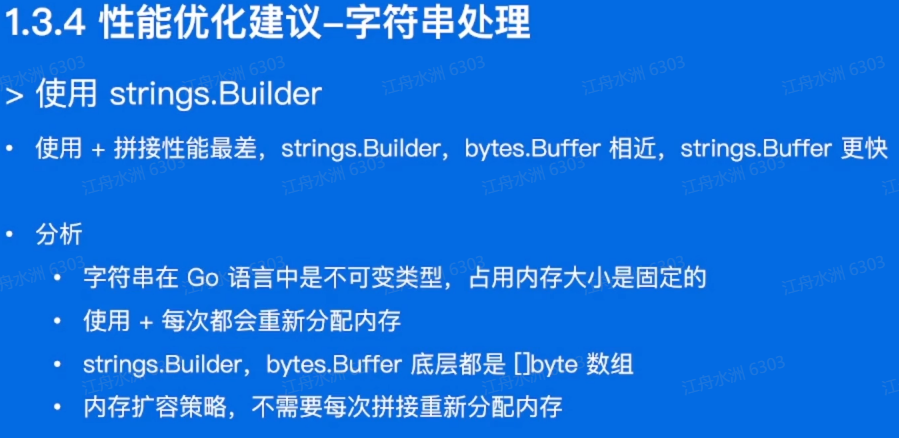 1.3.4 性能优化建议-字符串处理
> 使用 strings.Builder
• 使用 + 拼接性能最差，strings.Builder，bytes.Buffer 相近，strings.Buffer 更快
• 分析
• 字符串在 Go 语言中是不可变类型，占用内存大小是固定的
• 使用 + 每次都会重新分配内存
• strings.Builder，bytes.Buffer 底层都是 []byte 数组
• 内存扩容策略，不需要每次拼接重新分配内存
江舟水洲 6303